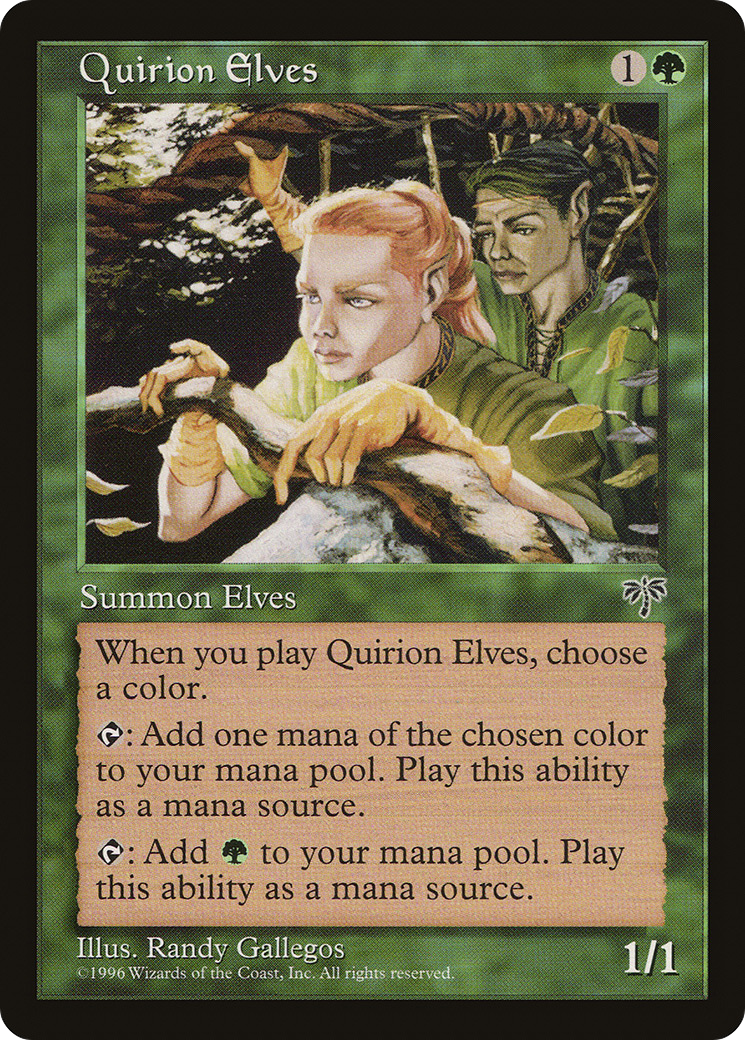 Quirion Elves 1
Summon Elves
When you play Quirion Elves, choose
a color.
: Add one mana of the chosen color
to your mana pool. Play this ability
as a mana source.
: Add to your mana pool. Play
this ability as a mana source.
Illus. Randy Gallegos
©1996 Wizards of the Coast, Inc. All rights reserved.
1/1